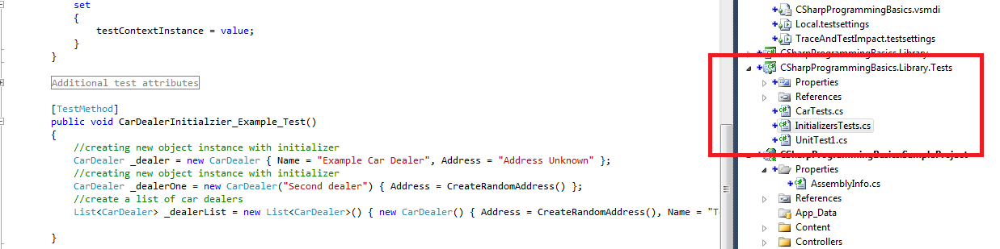 set
{
testContextInstance = value;
}
}
Additional test attributes
[TestMethod]
public void CarDealerInitialzier_Example_Test()
{
//creating new object instance with initializer
CarDealer _dealer = new CarDealer { Name = "Example Car Dealer", Address = "Address Unknown" };
//creating new object instance with initializer
CarDealer _dealerOne = new CarDealer("Second dealer") { Address = CreateRandomAddress() };
//create a list of car dealers
List<CarDealer> _dealerList = new List<CarDealer>() { new CarDealer() { Address = CreateRandomAddress(), Name = "T
}
CSharpProgrammingBasics.vsmdi
Local.testsettings
TraceAndTestImpact.testsettings
CSharpProgrammingBasics.Library
CSharpProgrammingBasics.Library.Tests
Properties
References
CarTests.cs
InitializersTests.cs
UnitTest1.cs
CSharpProgrammingBasics.SampleProject
Properties
AssemblyInfo.cs
References
App_Data
Content
Controllers